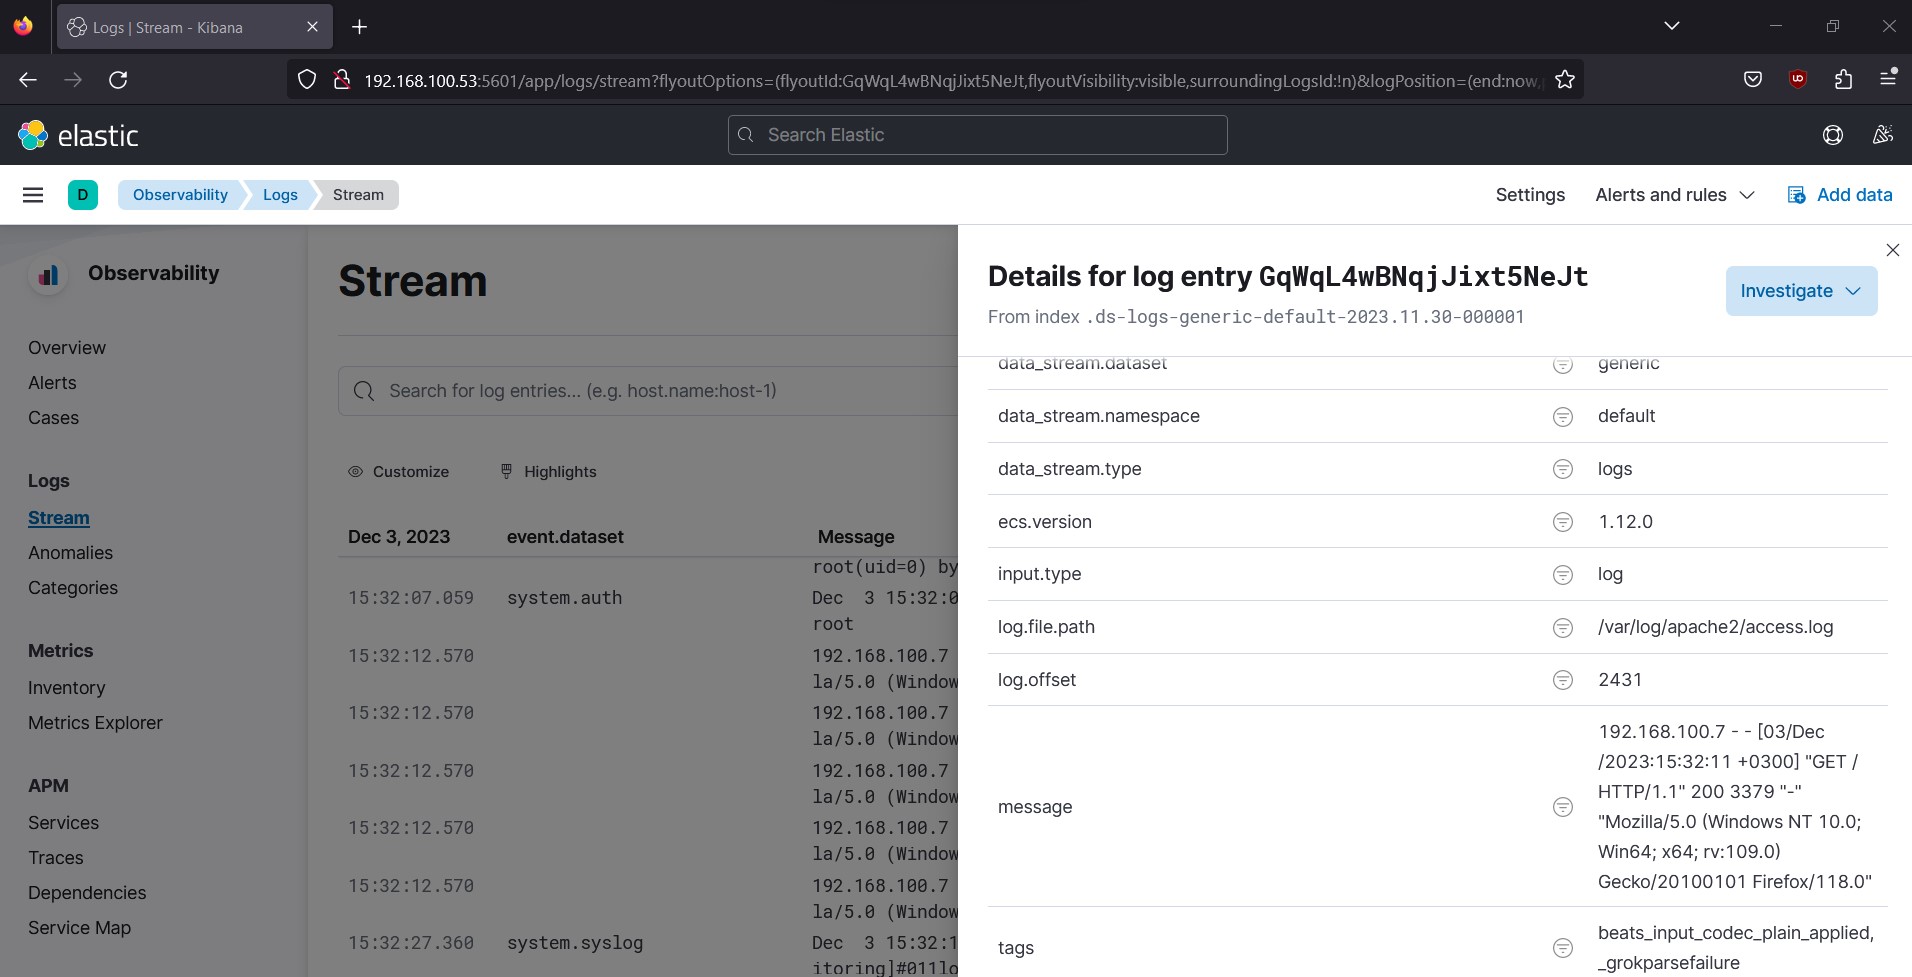 Logs | Stream - Kibana
192.168.100.53:5601/app/logs/stream?flyoutOptions=(flyoutId:GqWqL4wBNqjJixt5NeJt,flyoutVisibility:visible,surroundingLogsId:!n)&logPosition=(end:now,
elastic
Search Elastic
D
Observability
Logs
Stream
Settings
Alerts and rules
Add data
Observability
Overview
Alerts
Cases
Logs
Stream
Anomalies
Categories
Metrics
Inventory
Metrics Explorer
APM
Services
Traces
Dependencies
Service Map
Stream
Search for log entries... (e.g. host.name:host-1)
Customize
Highlights
Dec 3, 2023 event.dataset Message
root(uid=0) by
15:32:07.059 system.auth Dec 3 15:32:0
root
15:32:12.570 192.168.100.7
la/5.0 (Window
15:32:12.570 192.168.100.7
la/5.0 (Window
15:32:12.570 192.168.100.7
la/5.0 (Window
15:32:12.570 192.168.100.7
la/5.0 (Window
15:32:12.570 192.168.100.7
la/5.0 (Window
15:32:27.360 system.syslog Dec 3 15:32:1
itoring]#011lo
Details for log entry GqWqL4wBNqjJixt5NeJt
From index .ds-logs-generic-default-2023.11.30-000001
Investigate
data_stream.dataset generic
data_stream.namespace default
data_stream.type logs
ecs.version 1.12.0
input.type log
log.file.path /var/log/apache2/access.log
log.offset 2431
message
192.168.100.7 - - [03/Dec
/2023:15:32:11 +0300] "GET /
HTTP/1.1" 200 3379 "-"
"Mozilla/5.0 (Windows NT 10.0;
Win64; x64; rv:109.0)
Gecko/20100101 Firefox/118.0"
tags
beats_input_codec_plain_applied,
_grokparsefailure